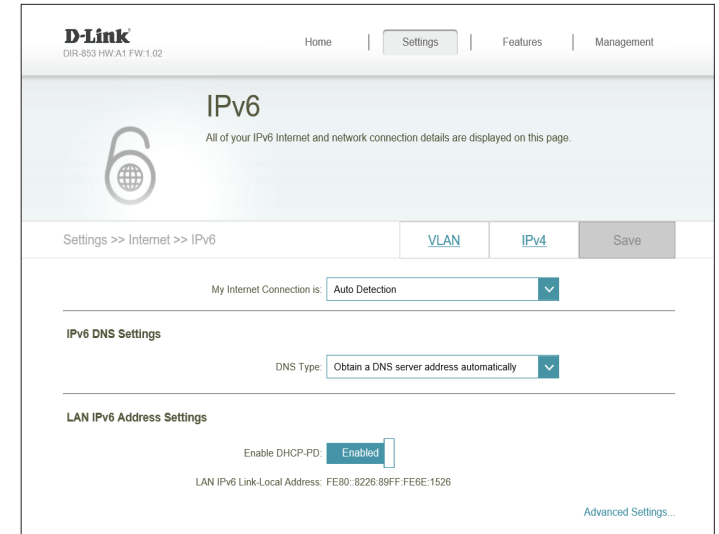 D-Link
DIR-853 HW:A1 FW:1.02
Home
Settings
Features
Management
IPv6
All of your IPv6 Internet and network connection details are displayed on this page.
Settings >> Internet >> IPv6
VLAN
IPv4
Save
My Internet Connection is: Auto Detection
IPv6 DNS Settings
DNS Type: Obtain a DNS server address automatically
LAN IPv6 Address Settings
Enable DHCP-PD: Enabled
LAN IPv6 Link-Local Address: FE80::8226:89FF:FE6E:1526
Advanced Settings...